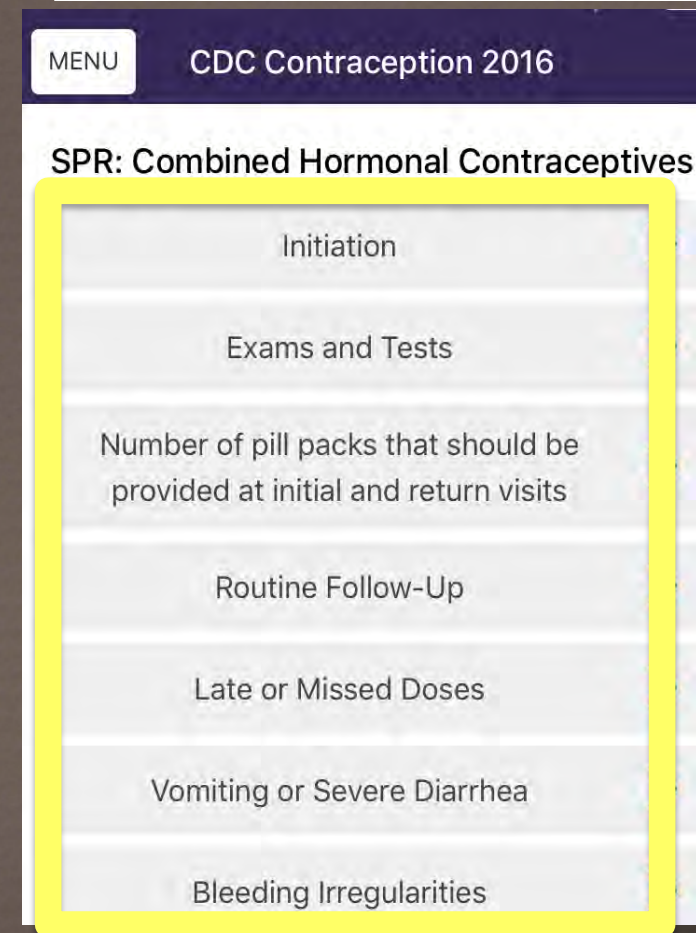 MENU
CDC Contraception 2016
SPR: Combined Hormonal Contraceptives
Initiation
Exams and Tests
Number of pill packs that should be
provided at initial and return visits
Routine Follow-Up
Late or Missed Doses
Vomiting or Severe Diarrhea
Bleeding Irregularities